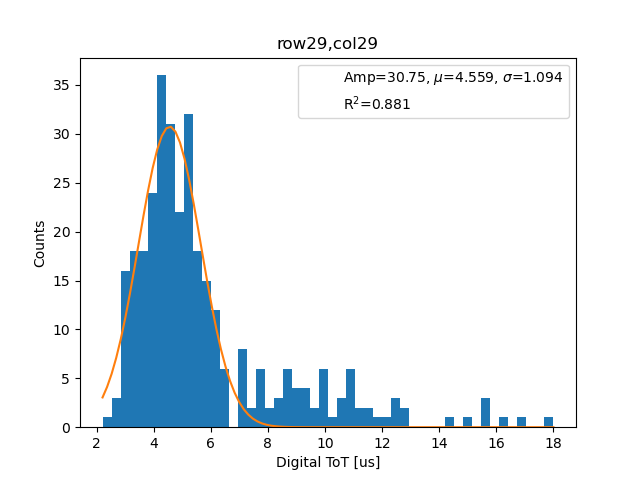 row29,col29
Amp=30.75, μ=4.559, σ=1.094
R²=0.881
Counts
35
30
25
20
15
10
5
0
2 4 6 8 10 12 14 16 18
Digital ToT [us]